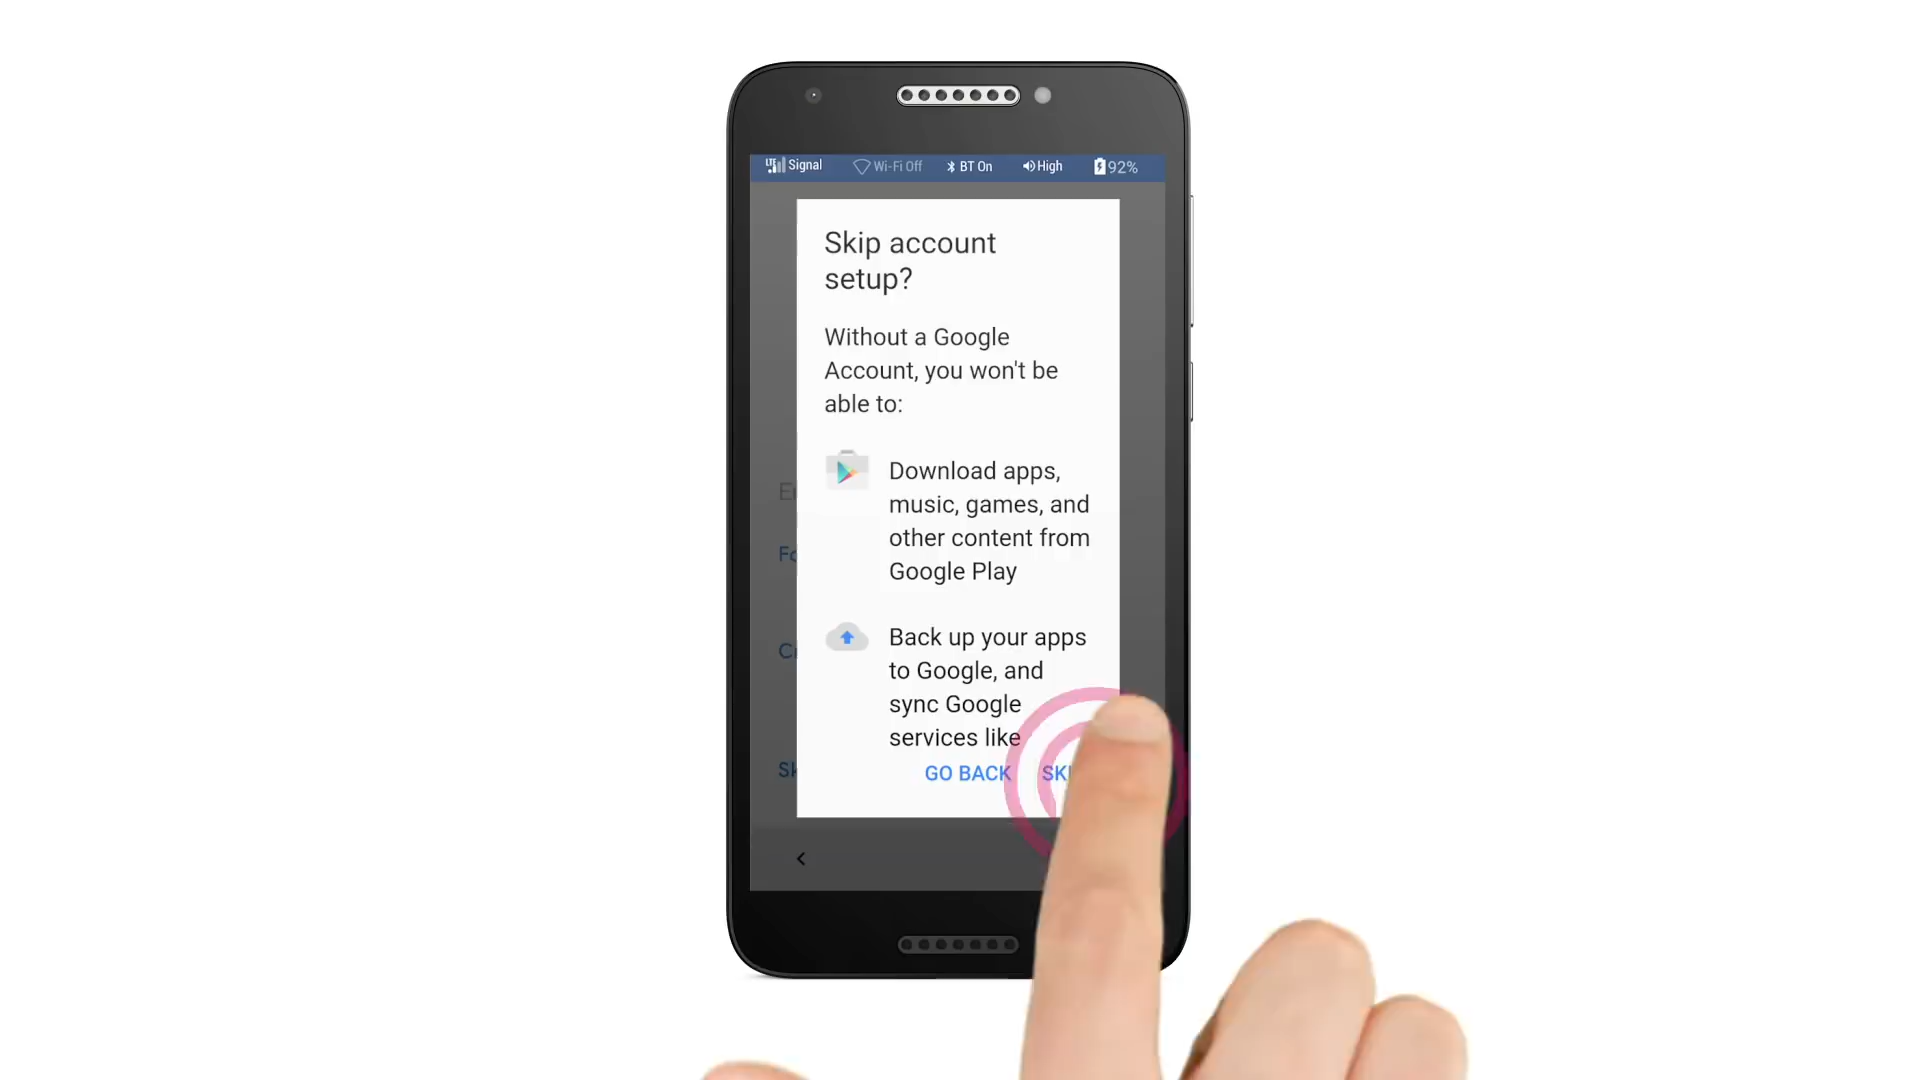 LTE Signal Wi-Fi Off BT On High 92%
Skip account
setup?
Without a Google
Account, you won't be
able to:
Download apps,
music, games, and
other content from
Google Play
Back up your apps
to Google, and
sync Google
services like
GO BACK